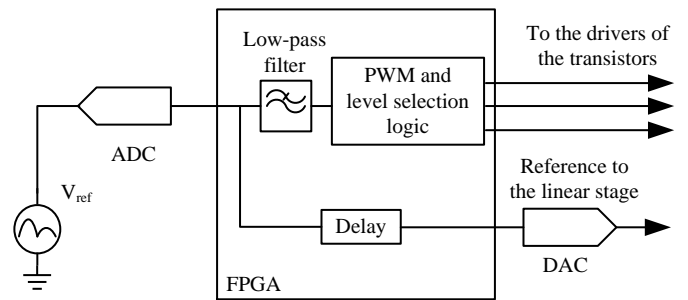 Low-pass
filter
PWM and
level selection
logic
To the drivers of
the transistors
ADC
V_ref
Reference to
the linear stage
Delay
DAC
FPGA